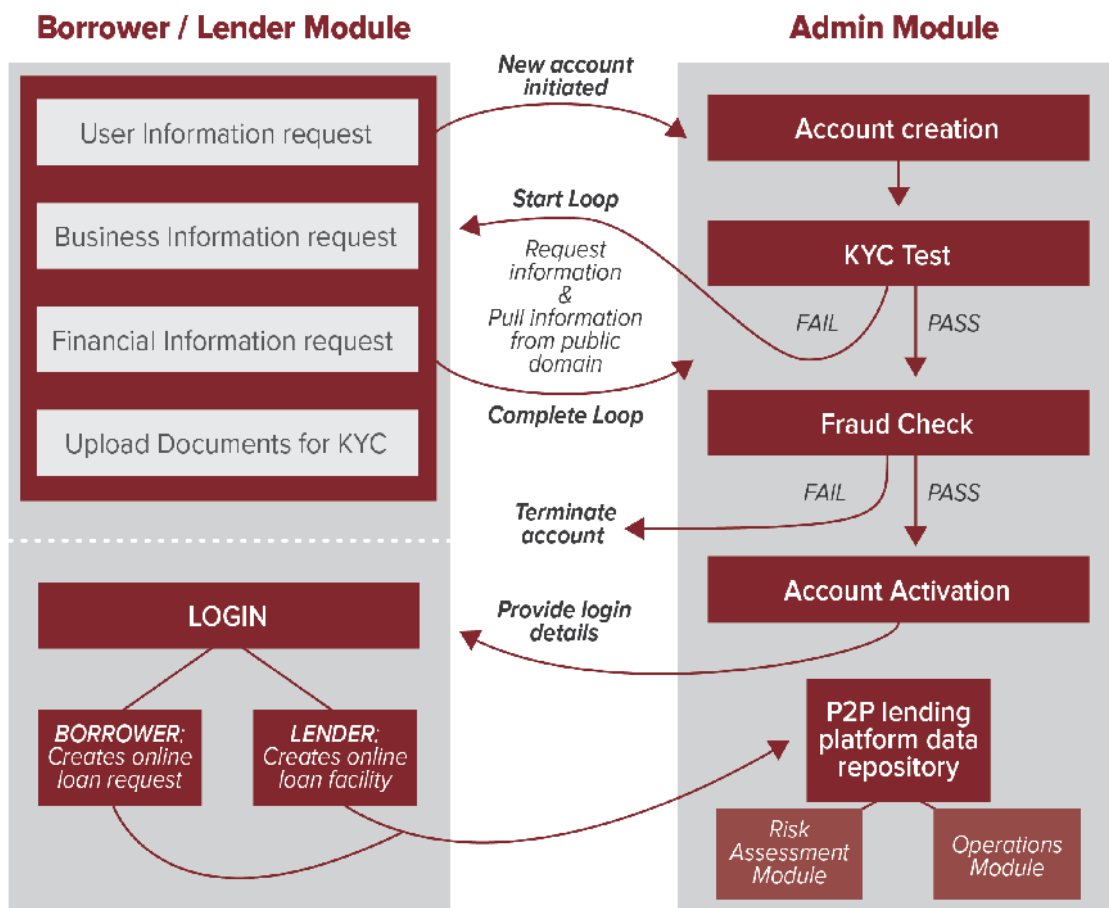 Borrower / Lender Module
Admin Module
User Information request
Business Information request
Financial Information request
Upload Documents for KYC
New account
initiated
Start Loop
Request
information
&
Pull information
from public
domain
Complete Loop
Account creation
KYC Test
FAIL
PASS
Fraud Check
FAIL
PASS
Terminate
account
Account Activation
Provide login
details
LOGIN
BORROWER;
Creates online
loan request
LENDER;
Creates online
loan facility
P2P lending
platform data
repository
Risk
Assessment
Module
Operations
Module